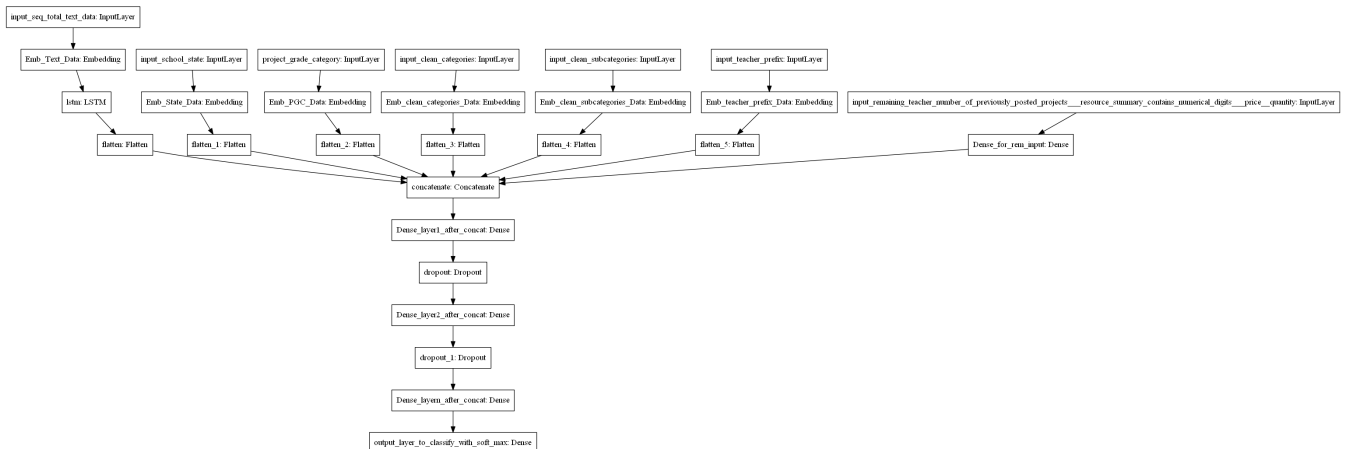 input_seq_total_text_data: InputLayer
Emb_Text_Data: Embedding
input_school_state: InputLayer
project_grade_category: InputLayer
input_clean_categories: InputLayer
input_clean_subcategories: InputLayer
input_teacher_prefix: InputLayer
lstm: LSTM
Emb_State_Data: Embedding
Emb_PGC_Data: Embedding
Emb_clean_categories_Data: Embedding
Emb_clean_subcategories_Data: Embedding
Emb_teacher_prefix_Data: Embedding
input_remaining_teacher_number_of_previously_posted_projects___resource_summary_contains_numerical_digits___price__quantity: InputLayer
flatten: Flatten
flatten_1: Flatten
flatten_2: Flatten
flatten_3: Flatten
flatten_4: Flatten
flatten_5: Flatten
Dense_for_rem_input: Dense
concatenate: Concatenate
Dense_layer1_after_concat: Dense
dropout: Dropout
Dense_layer2_after_concat: Dense
dropout_1: Dropout
Dense_layern_after_concat: Dense
output_layer_to_classify_with_soft_max: Dense